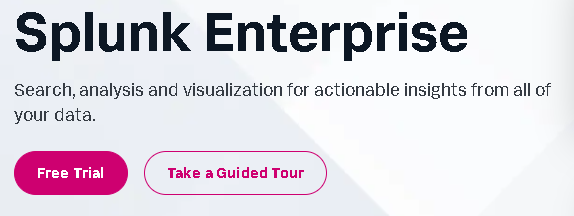 Splunk Enterprise
Search, analysis and visualization for actionable insights from all of
your data.
Free Trial
Take a Guided Tour